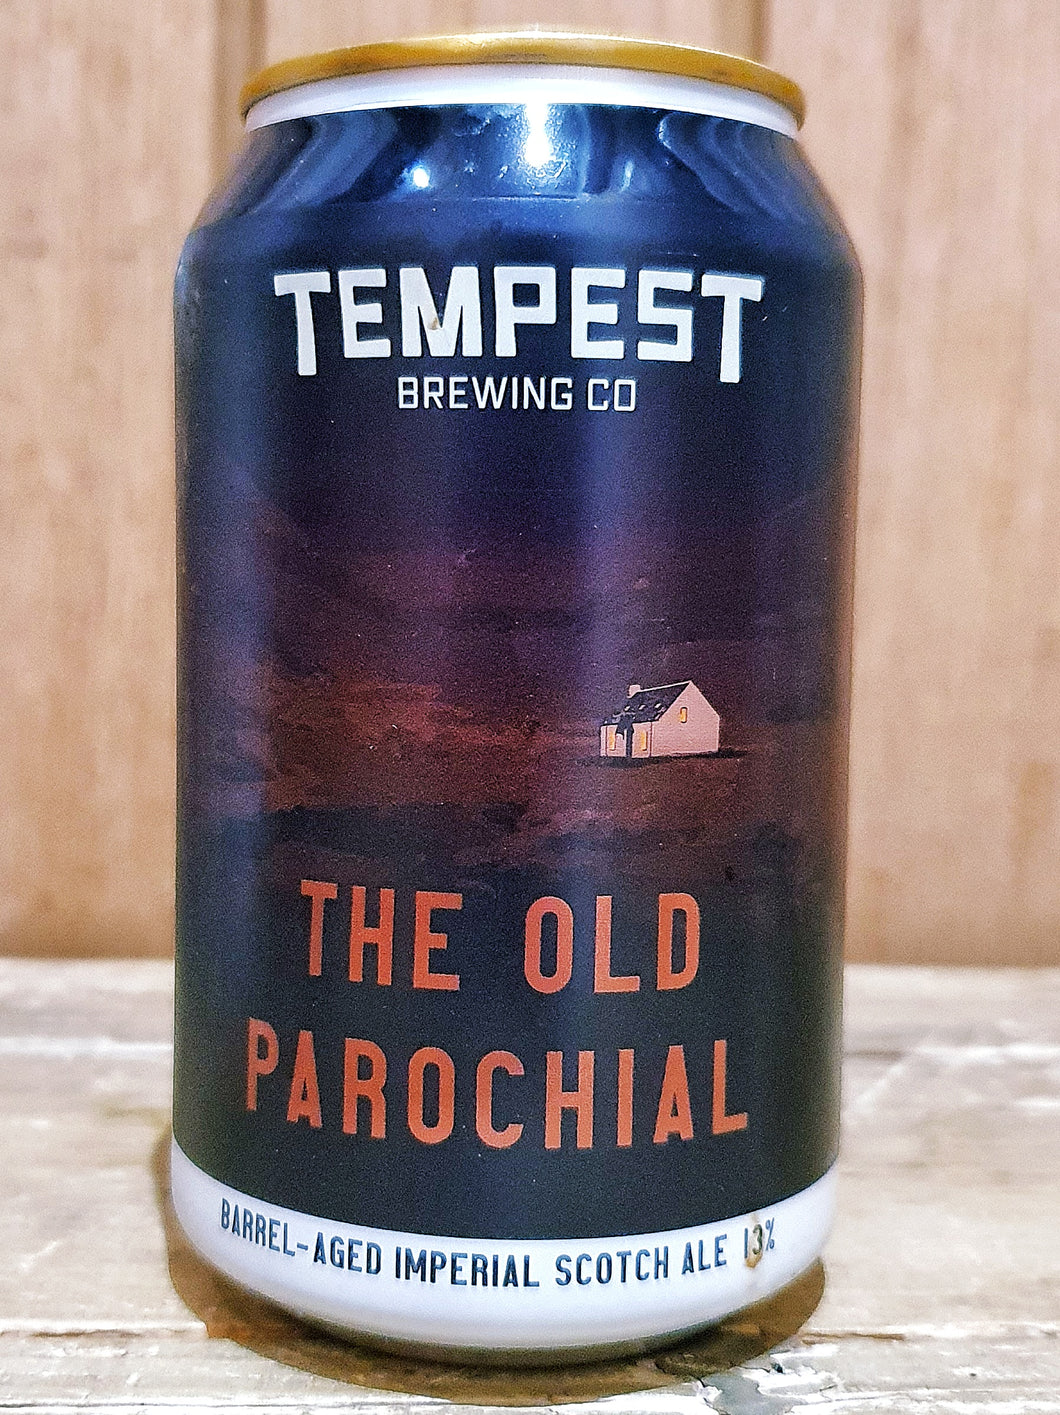 TEMPEST
BREWING CO
THE OLD
PAROCHIAL
BARREL-AGED IMPERIAL SCOTCH ALE 13%